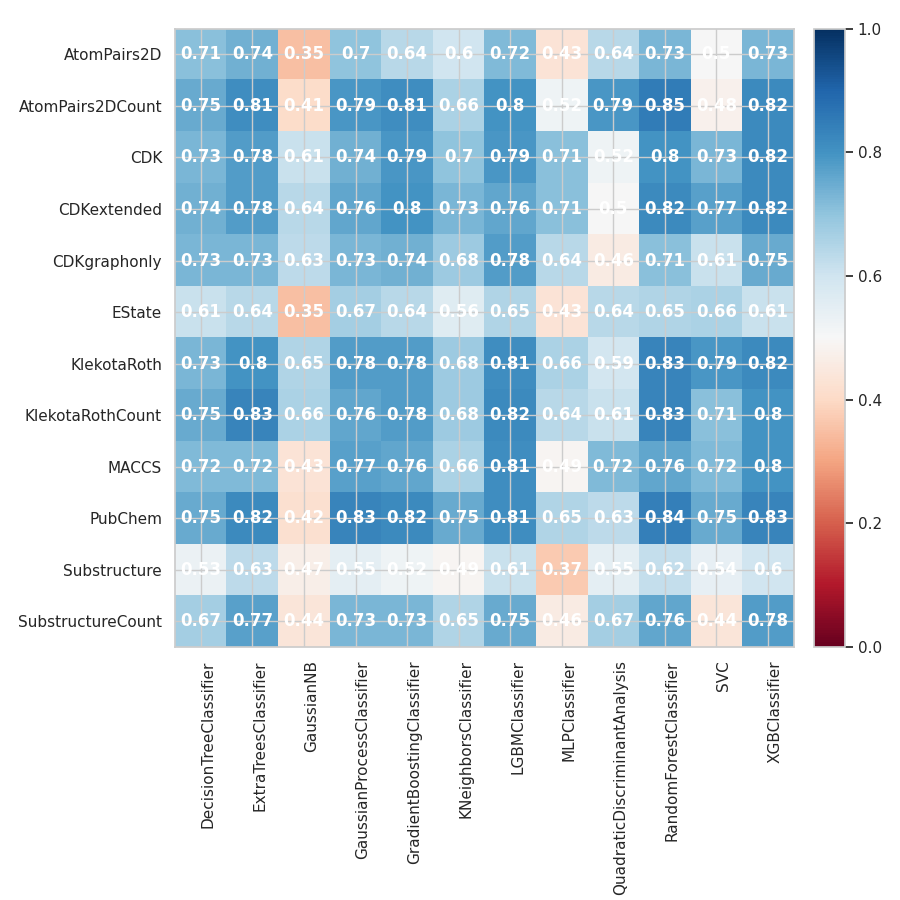 AtomPairs2D 0.71 0.74 0.35 0.7 0.64 0.6 0.72 0.43 0.64 0.73 0.5 0.73
AtomPairs2DCount 0.75 0.81 0.41 0.79 0.81 0.66 0.8 0.52 0.79 0.85 0.48 0.82
CDK 0.73 0.78 0.61 0.74 0.79 0.7 0.79 0.71 0.52 0.8 0.73 0.82
CDKextended 0.74 0.78 0.64 0.76 0.8 0.73 0.76 0.71 0.5 0.82 0.77 0.82
CDKgraphonly 0.73 0.73 0.63 0.73 0.74 0.68 0.78 0.64 0.46 0.71 0.61 0.75
EState 0.61 0.64 0.35 0.67 0.64 0.56 0.65 0.43 0.64 0.65 0.66 0.61
KlekotaRoth 0.73 0.8 0.65 0.78 0.78 0.68 0.81 0.66 0.59 0.83 0.79 0.82
KlekotaRothCount 0.75 0.83 0.66 0.76 0.78 0.68 0.82 0.64 0.61 0.83 0.71 0.8
MACCS 0.72 0.72 0.43 0.77 0.76 0.66 0.81 0.49 0.72 0.76 0.72 0.8
PubChem 0.75 0.82 0.42 0.83 0.82 0.75 0.81 0.65 0.63 0.84 0.75 0.83
Substructure 0.53 0.63 0.47 0.55 0.52 0.49 0.61 0.37 0.55 0.62 0.54 0.6
SubstructureCount 0.67 0.77 0.44 0.73 0.73 0.65 0.75 0.46 0.67 0.76 0.44 0.78
DecisionTreeClassifier
ExtraTreesClassifier
GaussianNB
GaussianProcessClassifier
GradientBoostingClassifier
KNeighborsClassifier
LGBMClassifier
MLPClassifier
QuadraticDiscriminantAnalysis
RandomForestClassifier
SVC
XGBClassifier
1.0
0.8
0.6
0.4
0.2
0.0